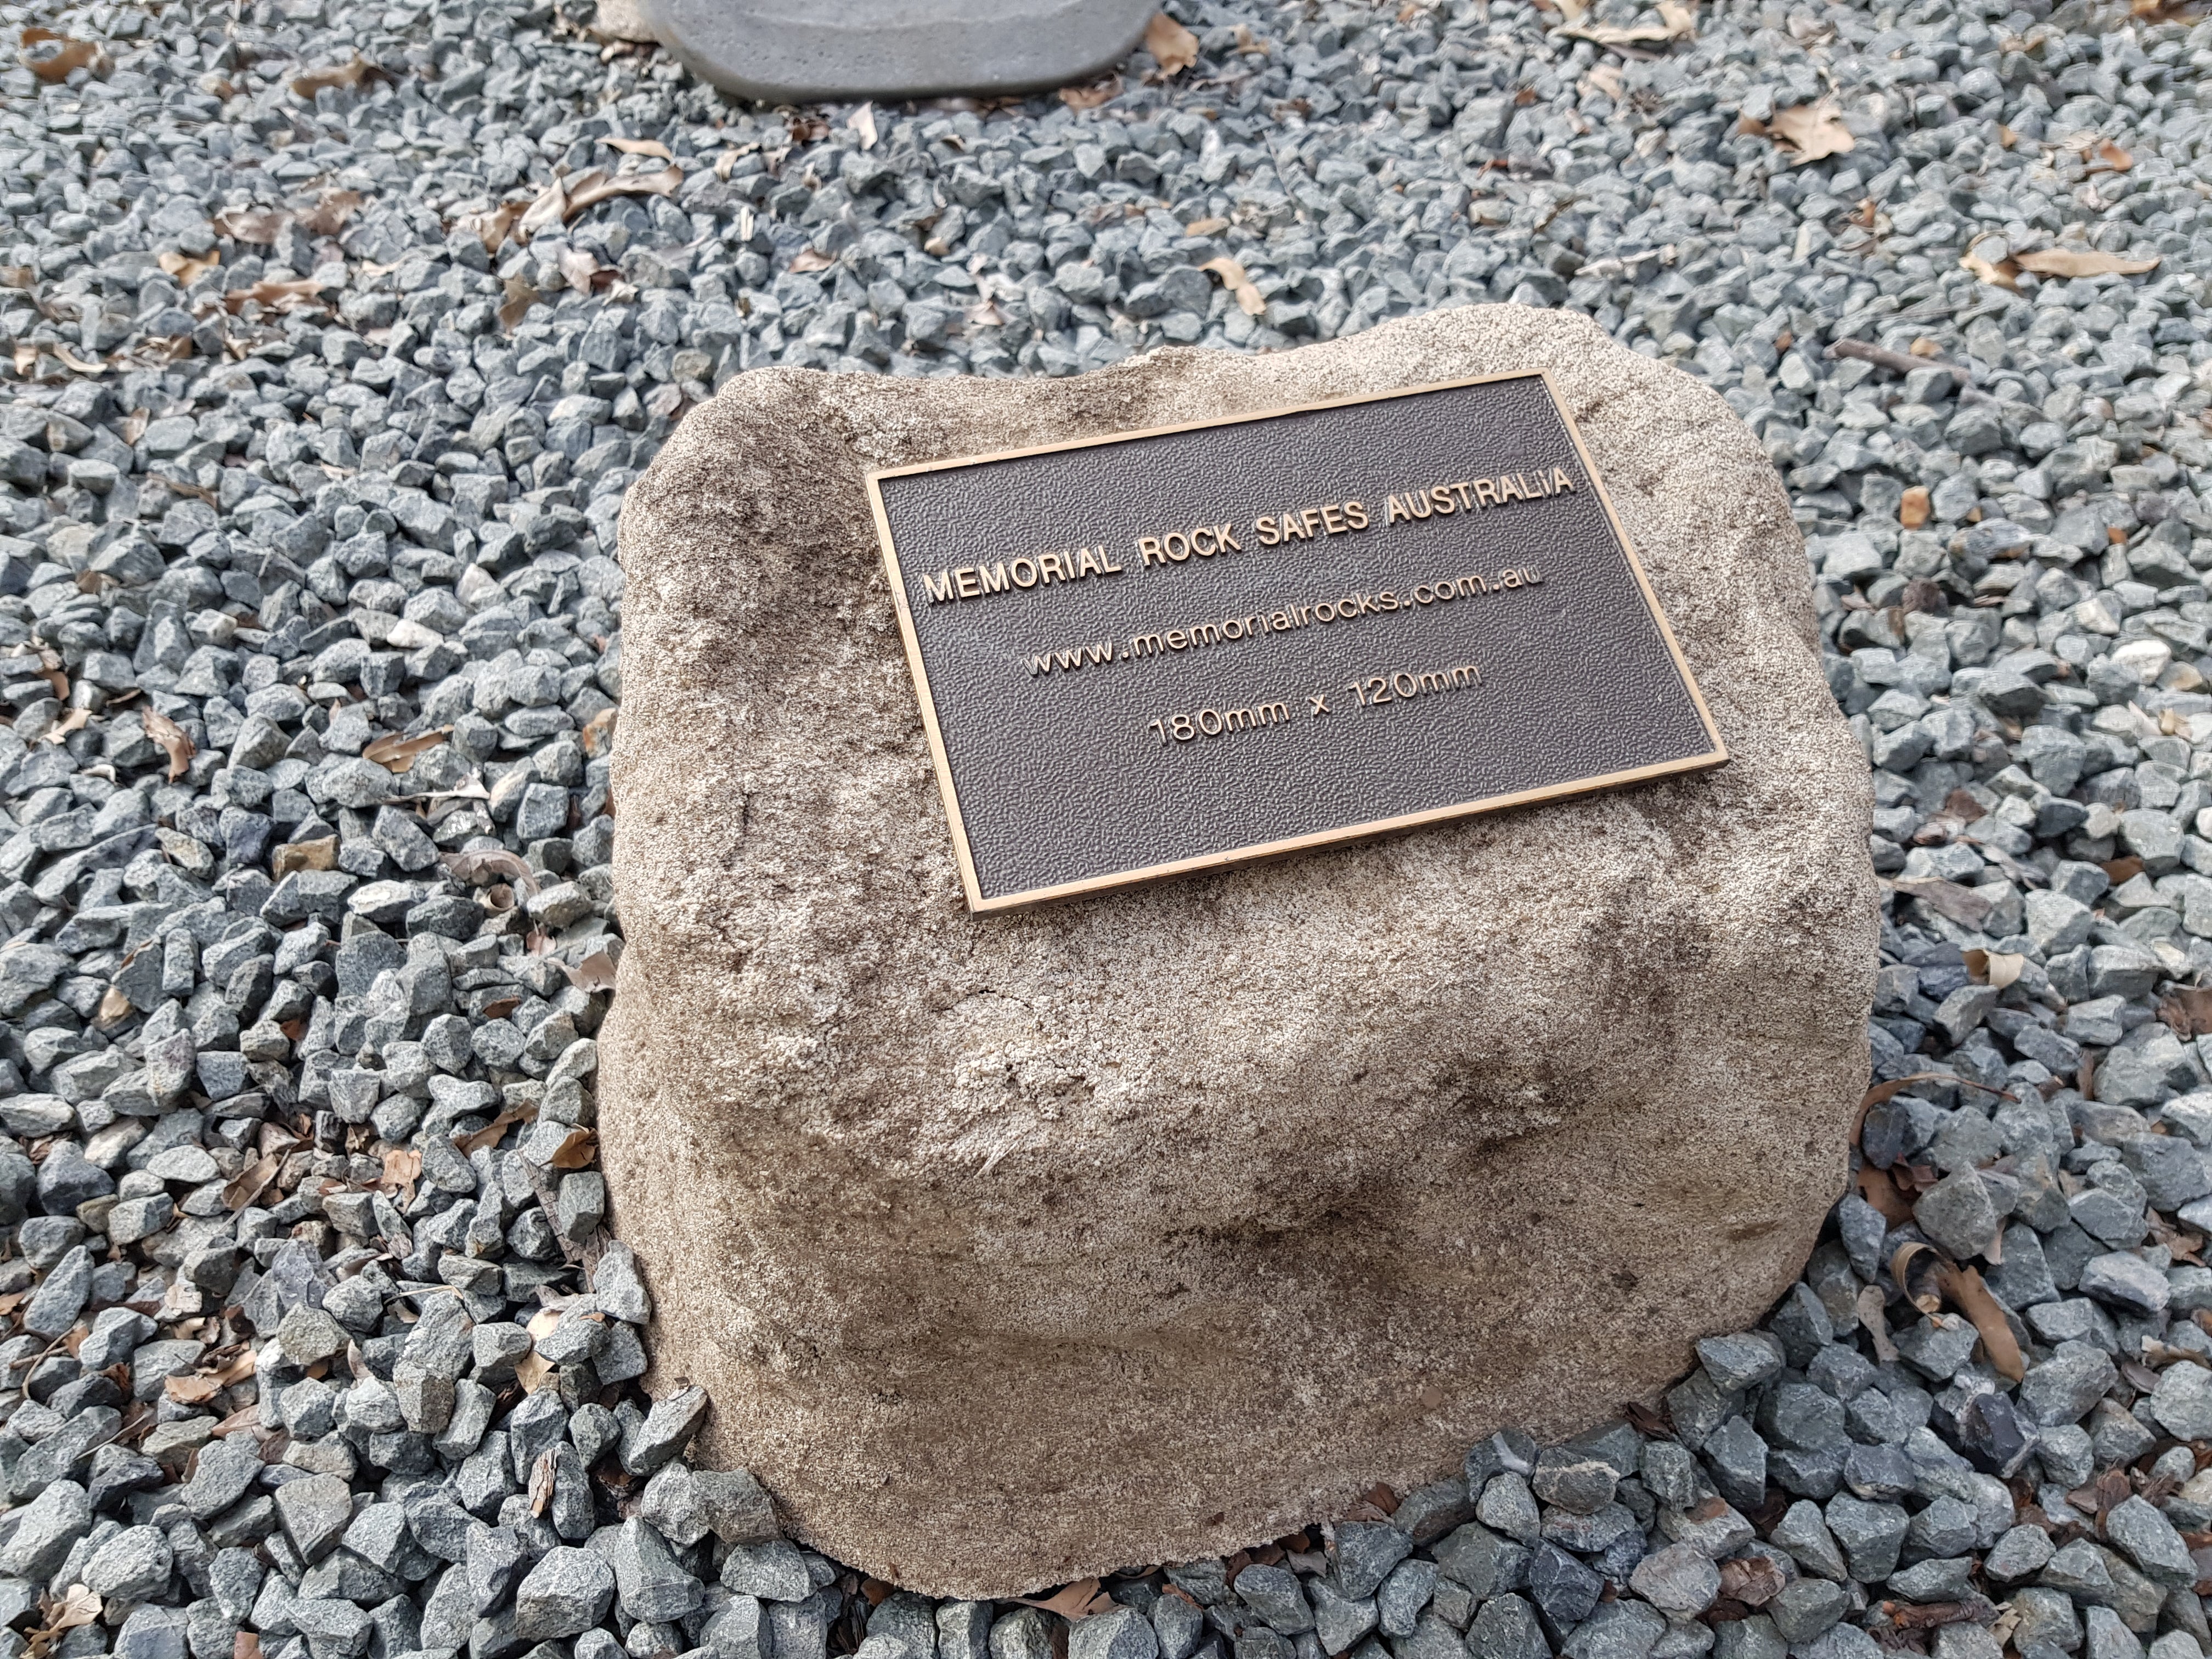 MEMORIAL ROCK SAFES AUSTRALIA
www.memorialrocks.com.au
180mm x 120mm